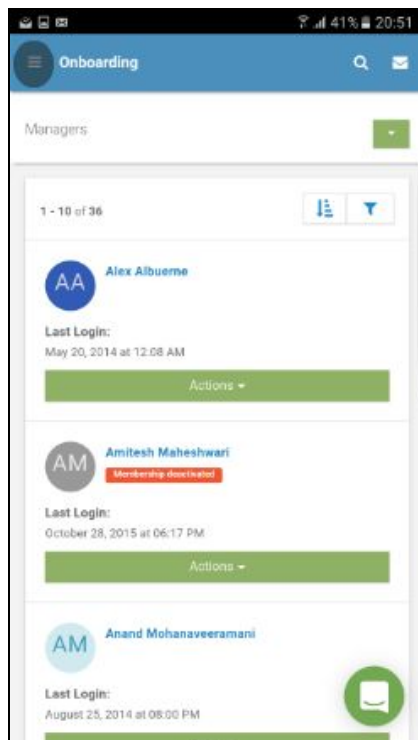 41% 20:51
Onboarding
Managers
1 - 10 of 36
AA
Alex Albuerne
Last Login:
May 20, 2014 at 12:08 AM
Actions
AM
Amitesh Maheshwari
Membership deactivated
Last Login:
October 28, 2015 at 06:17 PM
Actions
AM
Anand Mohanaveeramani
Last Login:
August 25, 2014 at 08:00 PM